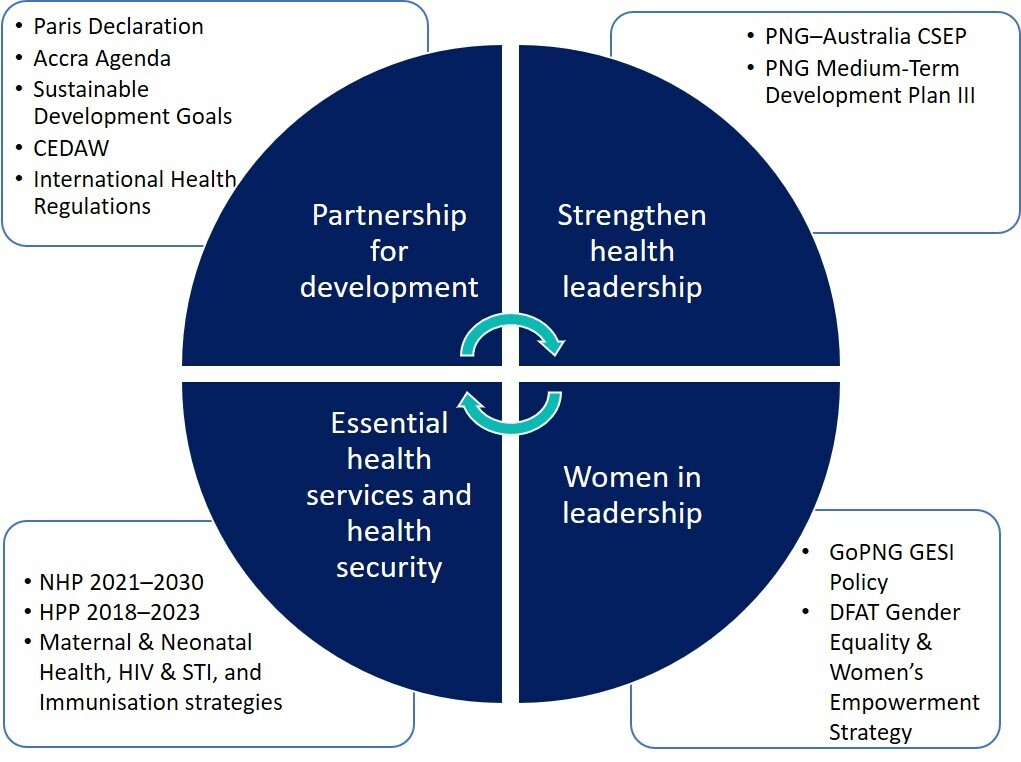 • Paris Declaration
• Accra Agenda
• Sustainable
Development Goals
• CEDAW
• International Health
Regulations
• PNG–Australia CSEP
• PNG Medium-Term
Development Plan III
Partnership
for
development
Strengthen
health
leadership
Essential
health
services and
health
security
Women in
leadership
• NHP 2021–2030
• HPP 2018–2023
• Maternal & Neonatal
Health, HIV & STI, and
Immunisation strategies
• GoPNG GESI
Policy
• DFAT Gender
Equality &
Women’s
Empowerment
Strategy